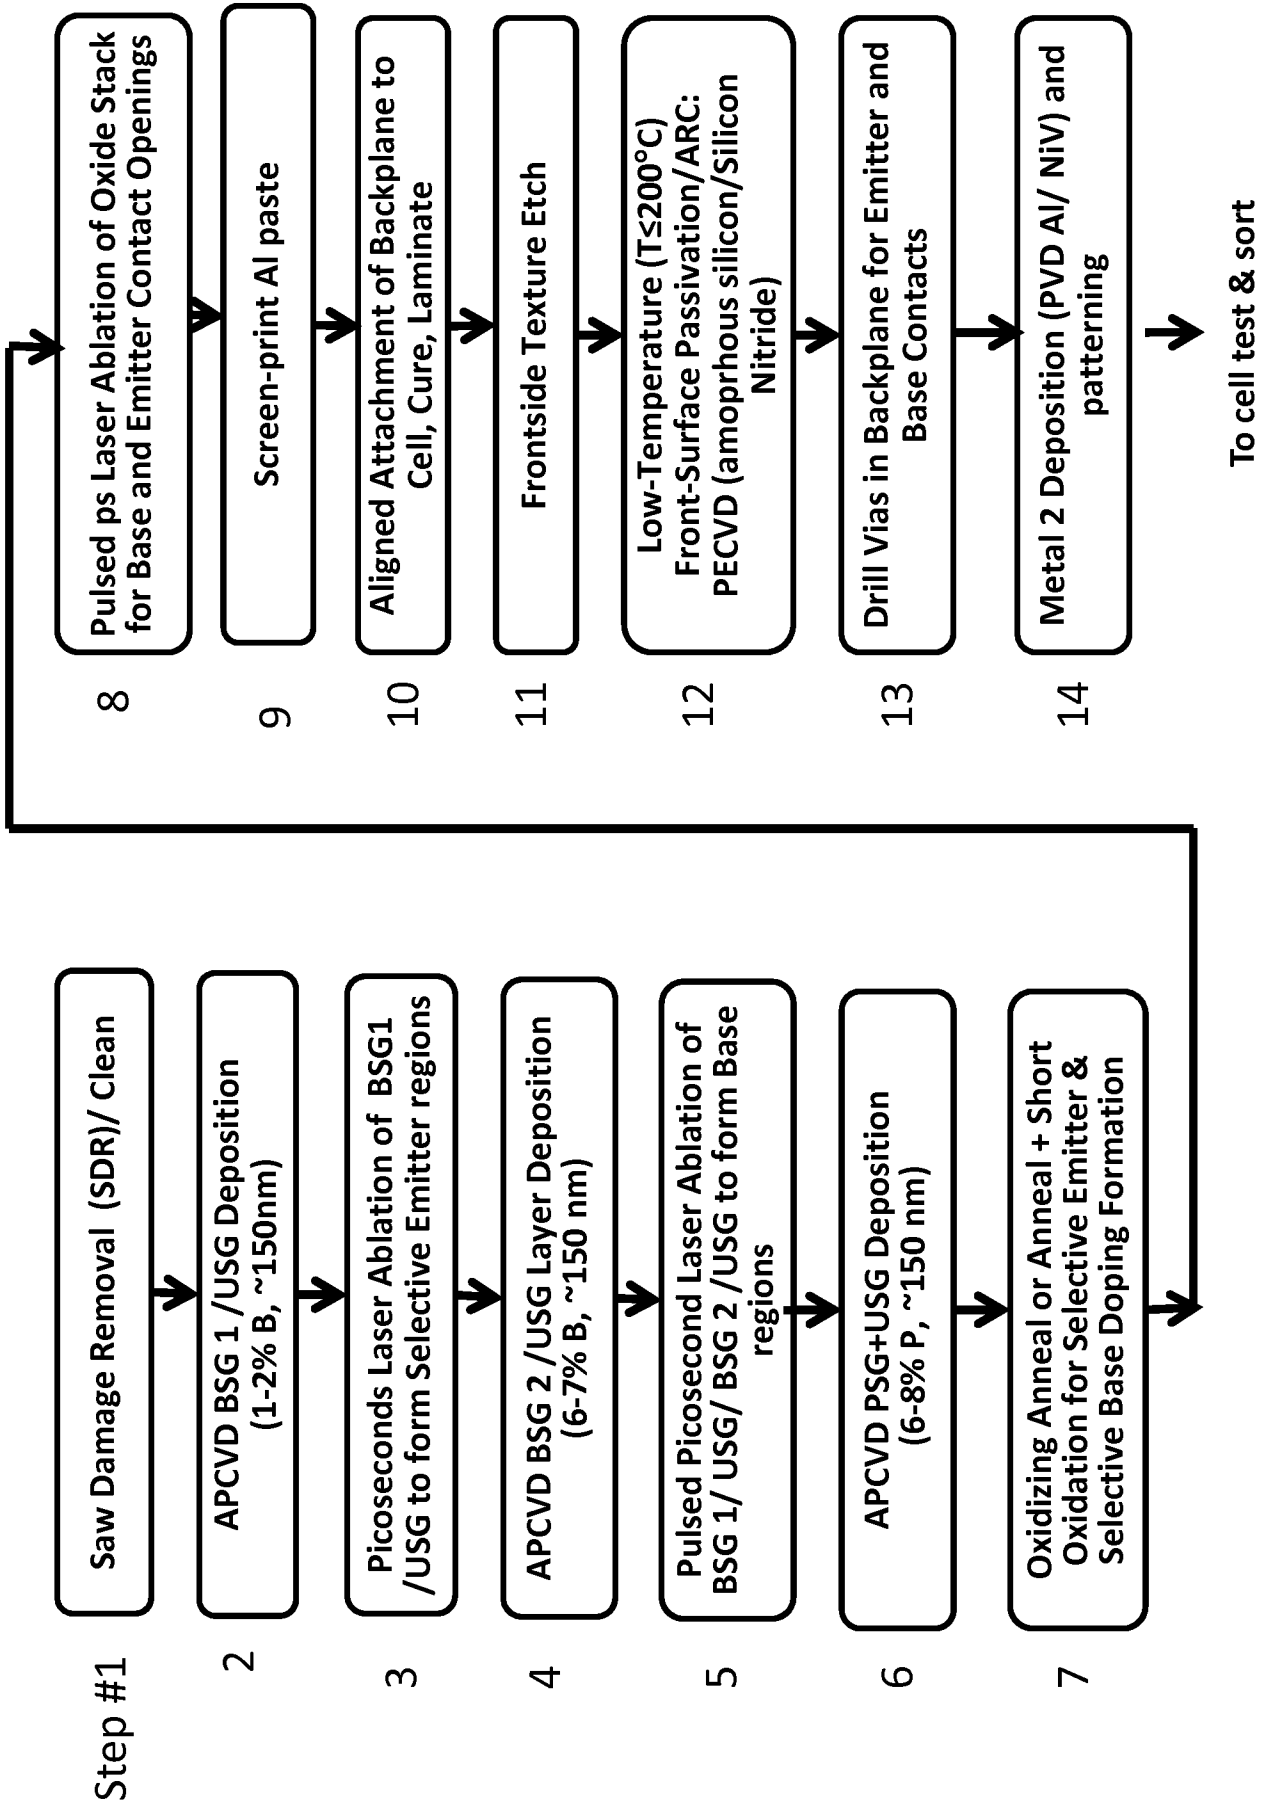 Step #1
Saw Damage Removal (SDR)/ Clean
2
APCVD BSG 1 /USG Deposition
(1-2% B, ~150nm)
3
Picoseconds Laser Ablation of BSG1
/USG to form Selective Emitter regions
4
APCVD BSG 2 /USG Layer Deposition
(6-7% B, ~150 nm)
5
Pulsed Picosecond Laser Ablation of
BSG 1/ USG/ BSG 2 /USG to form Base
regions
6
APCVD PSG+USG Deposition
(6-8% P, ~150 nm)
7
Oxidizing Anneal or Anneal + Short
Oxidation for Selective Emitter &
Selective Base Doping Formation
8
Pulsed ps Laser Ablation of Oxide Stack
for Base and Emitter Contact Openings
9
Screen-print Al paste
10
Aligned Attachment of Backplane to
Cell, Cure, Laminate
11
Frontside Texture Etch
12
Low-Temperature (T≤200°C)
Front-Surface Passivation/ARC:
PECVD (amoprhous silicon/Silicon
Nitride)
13
Drill Vias in Backplane for Emitter and
Base Contacts
14
Metal 2 Deposition (PVD Al/ NiV) and
patterning
To cell test & sort